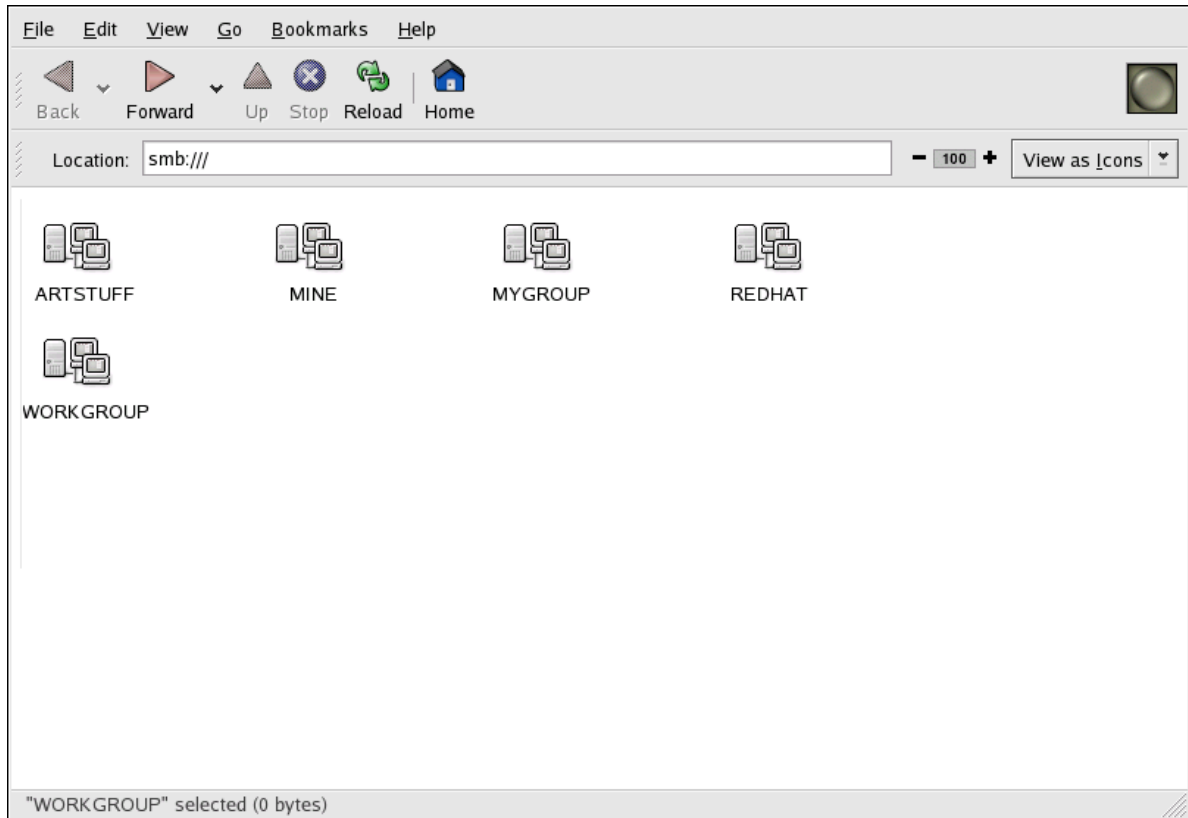 File Edit View Go Bookmarks Help
Back Forward Up Stop Reload Home
Location: smb:/// 100 View as Icons
ARTSTUFF MINE MYGROUP REDHAT
WORKGROUP
"WORKGROUP" selected (0 bytes)